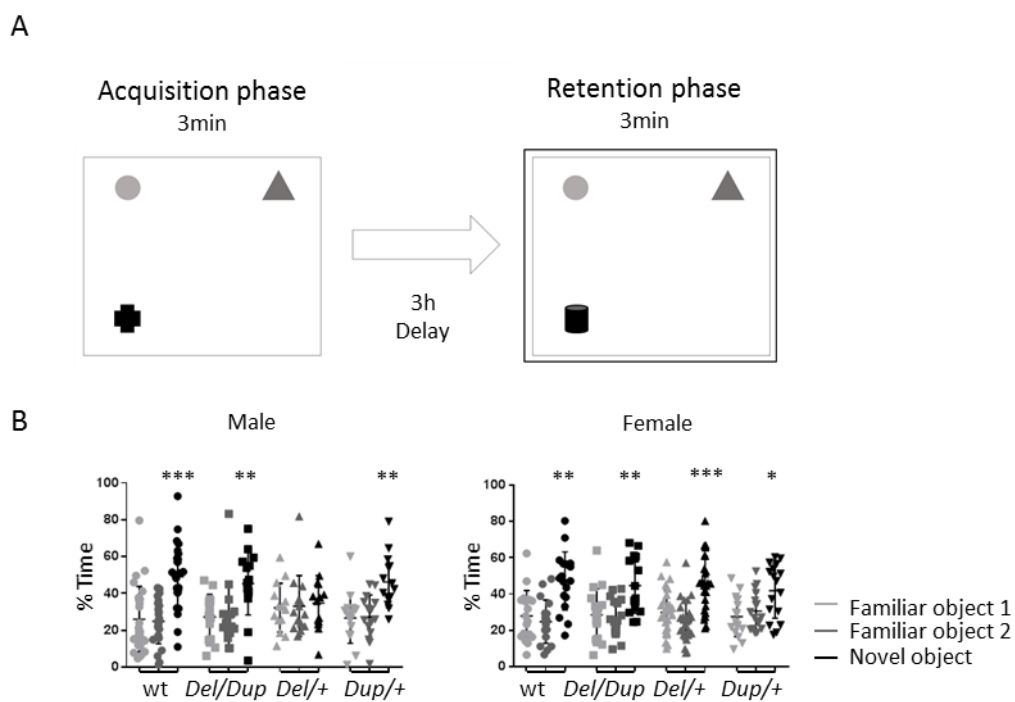 A
Acquisition phase
3min
Retention phase
3min
3h
Delay
B
Male
*** ** **
% Time
100
80
60
40
20
0
wt Del/Dup Del/+ Dup/+
Female
** ** *** *
% Time
100
80
60
40
20
0
wt Del/Dup Del/+ Dup/+
Familiar object 1
Familiar object 2
Novel object